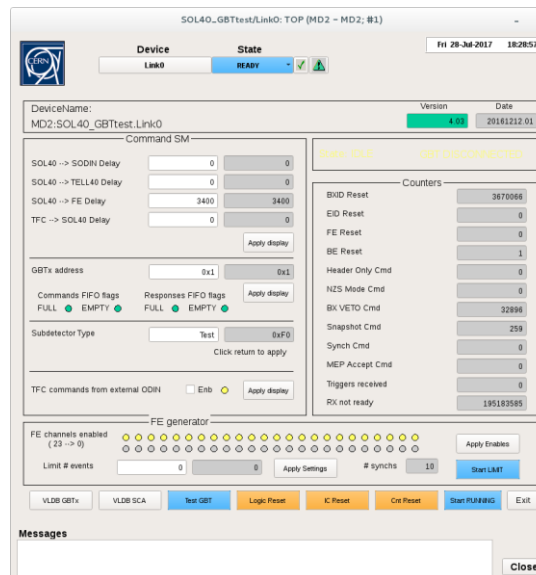 SOL40_GBTtest/Link0: TOP (MD2 - MD2; #1)
Device State
Fri 28-Jul-2017 18:28:57
CERN
Link0 READY
DeviceName:
MD2:SOL40_GBTtest.Link0
Version Date
4.03 20161212.01
Command SM
SOL40 --> SODIN Delay 0 0
SOL40 --> TELL40 Delay 0 0
SOL40 --> FE Delay 3400 3400
TFC --> SOL40 Delay 0 0
Apply display
GBTx address 0x1 0x1
Commands FIFO flags Responses FIFO flags Apply display
FULL EMPTY FULL EMPTY
Subdetector Type Test 0xF0
Click return to apply
TFC commands from external ODIN Enb Apply display
Counters
BXID Reset 3670066
EID Reset 0
FE Reset 0
BE Reset 1
Header Only Cmd 0
NZS Mode Cmd 0
BX VETO Cmd 32896
Snapshot Cmd 259
Synch Cmd 0
MEP Accept Cmd 0
Triggers received 0
RX not ready 195183585
FE generator
FE channels enabled
( 23 --> 0)
Apply Enables
Limit # events 0 0 Apply Settings # synchs 10 Start LIMIT
VLDB GBTx VLDB SCA Test GBT Logic Reset IC Reset Cnt Reset Start RUNNING Exit
Messages
Close